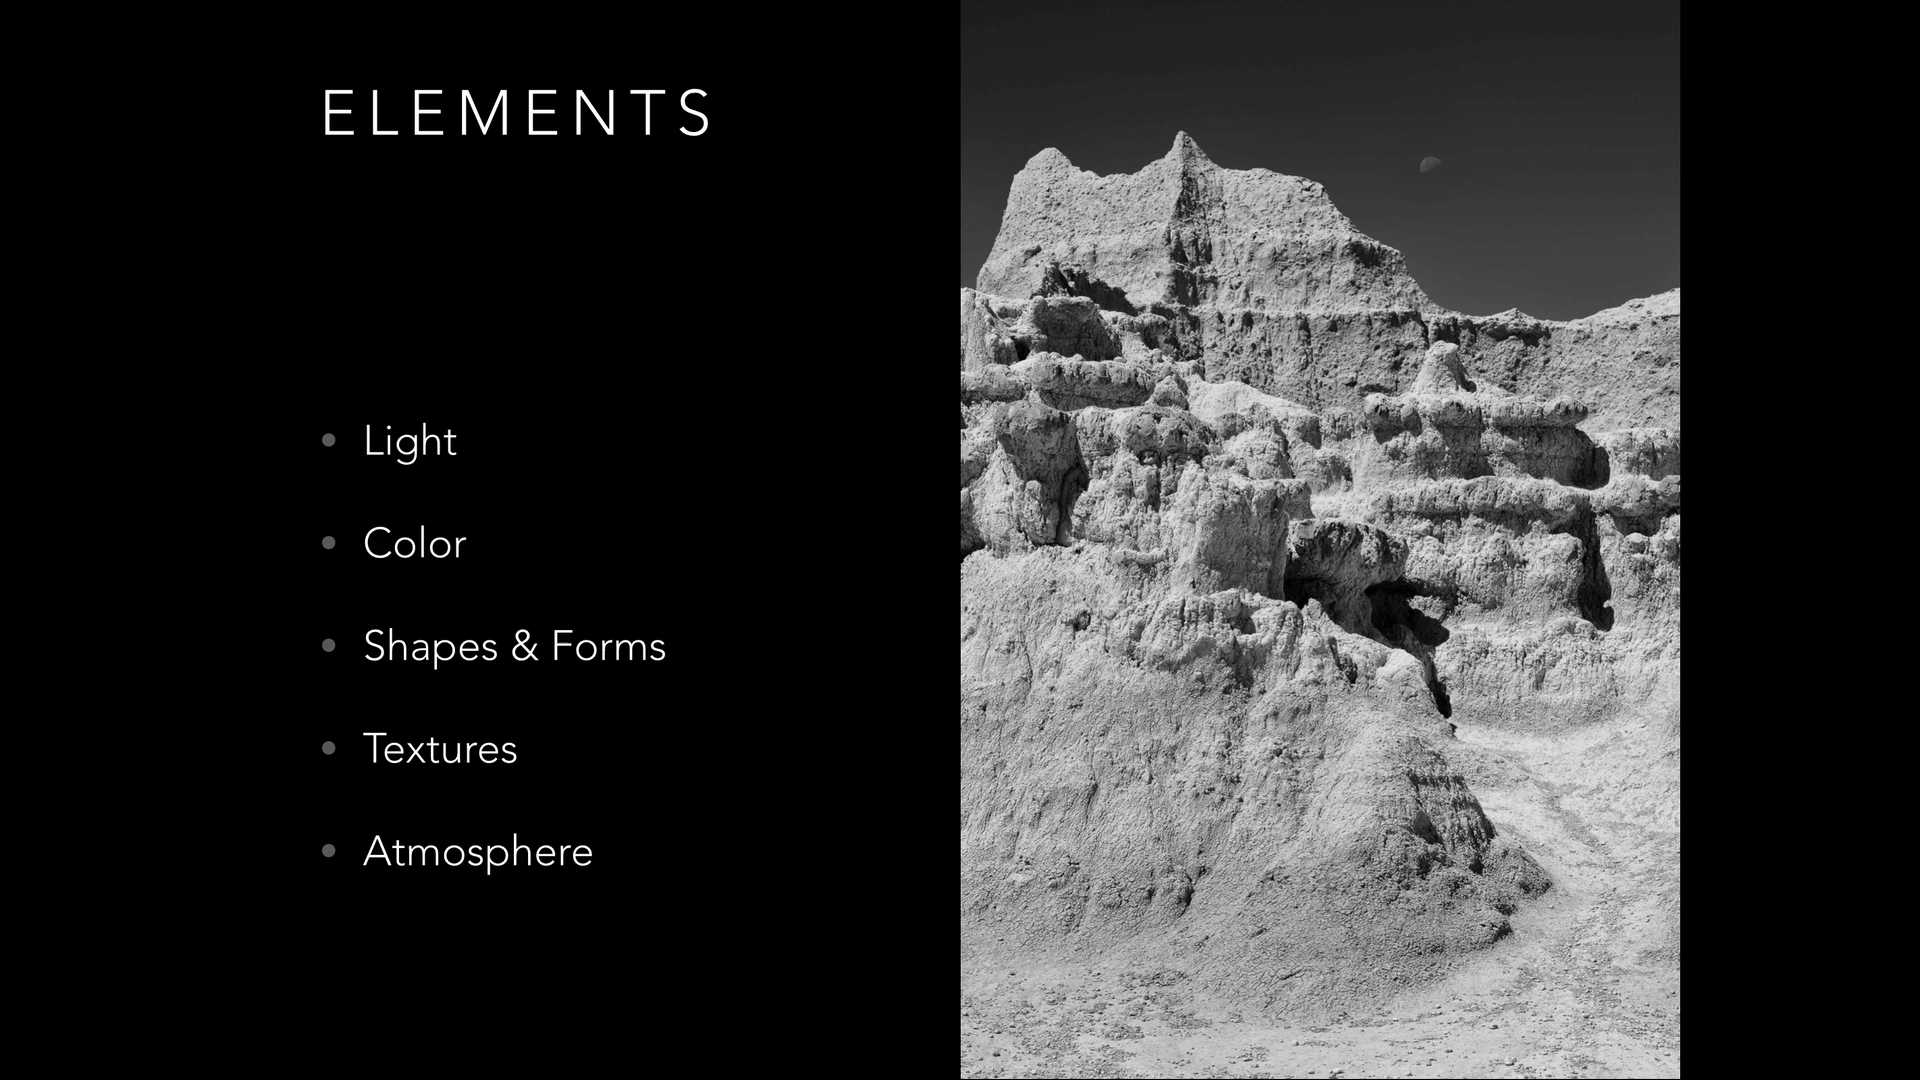 ELEMENTS
Light
Color
Shapes & Forms
Textures
Atmosphere